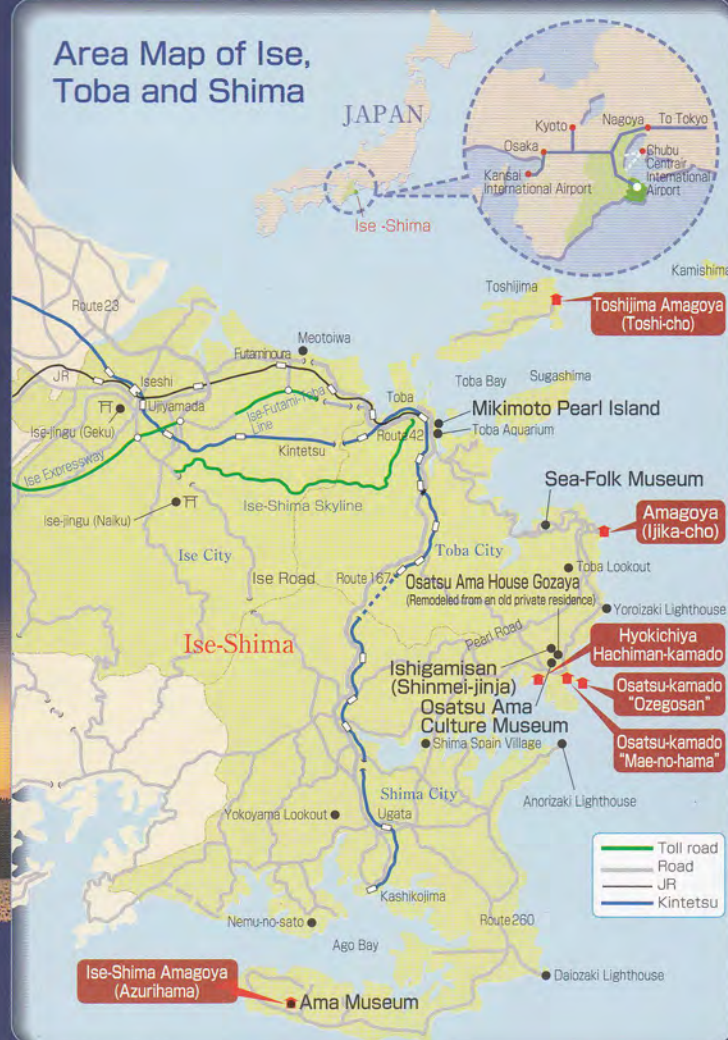 Area Map of Ise,
Toba and Shima
JAPAN
Ise-Shima
Kyoto
Nagoya
To Tokyo
Osaka
Chubu
Centrair
International
Airport
Kansai
International Airport
Kamishima
Toshijima
Toshijima Amagoya
(Toshi-cho)
Route23
Meotoiwa
Futaminoura
JR
Iseshi
Toba
Toba Bay
Sugashima
Ujiyamada
Ise-Futami-Toba
Line
Mikimoto Pearl Island
Ise-jingu (Geku)
Route 42
Toba Aquarium
Kintetsu
Ise Expressway
Ise-Shima Skyline
Sea-Folk Museum
Ise-jingu (Naiku)
Amagoya
(Ijika-cho)
Ise City
Toba City
Toba Lookout
Ise Road
Route 167
Osatsu Ama House Gozaya
(Remodeled from an old private residence)
Yoroizaki Lighthouse
Pearl Road
Ise-Shima
Hyokichiya
Hachiman-kamado
Ishigamisan
(Shinmei-jinja)
Osatsu-kamado
"Ozegosan"
Osatsu Ama
Culture Museum
Shima Spain Village
Osatsu-kamado
"Mae-no-hama"
Shima City
Anorizaki Lighthouse
Yokoyama Lookout
Ugata
Toll road
Road
JR
Kintetsu
Kashikojima
Nemu-no-sato
Route260
Ago Bay
Ise-Shima Amagoya
(Azurihama)
Daiozaki Lighthouse
Ama Museum